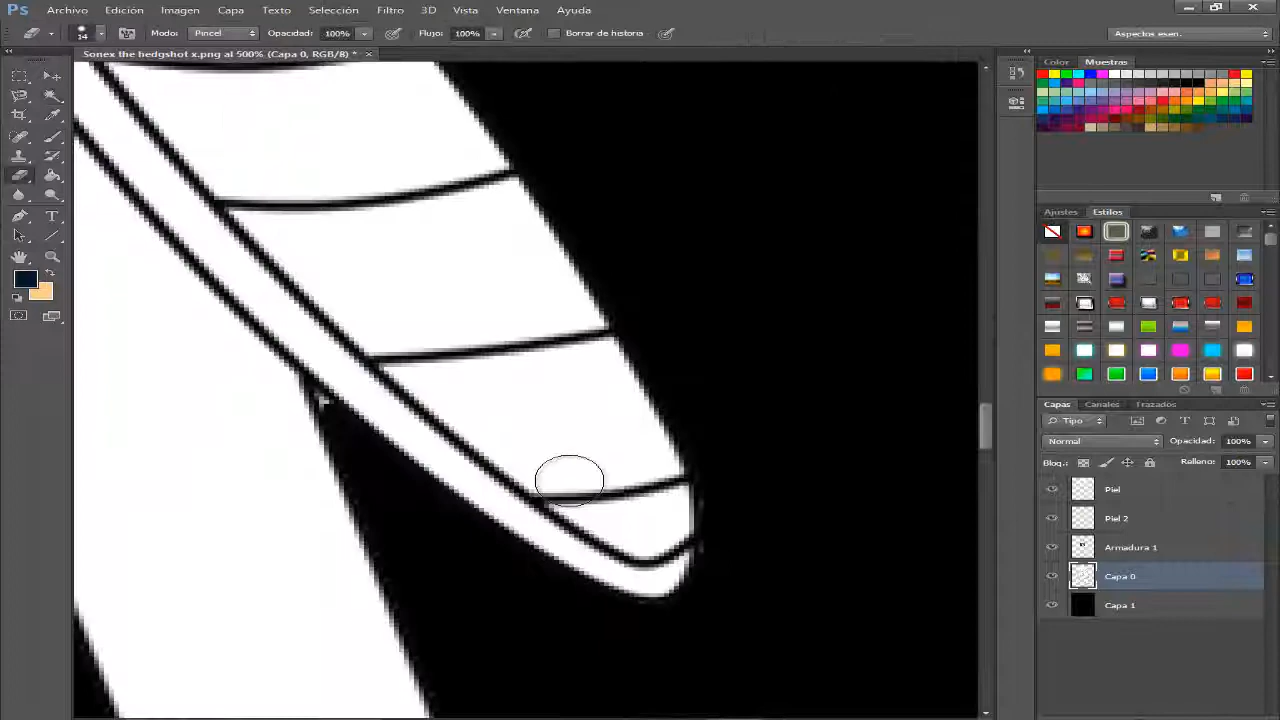 Ps Archivo Edición Imagen Capa Texto Selección Filtro 3D Vista Ventana Ayuda
14 Modo: Pincel Opacidad: 100% Flujo: 100% Borrar de historia Aspectos esen.
Sonex the hedgshot x.png al 500% (Capa 0, RGB/8) *
Color Muestras
Ajustes Estilos
Capas Canales Trazados
Tipo
Normal Opacidad: 100%
Bloq.: Relleno: 100%
Piel
Piel 2
Armadura 1
Capa 0
Capa 1